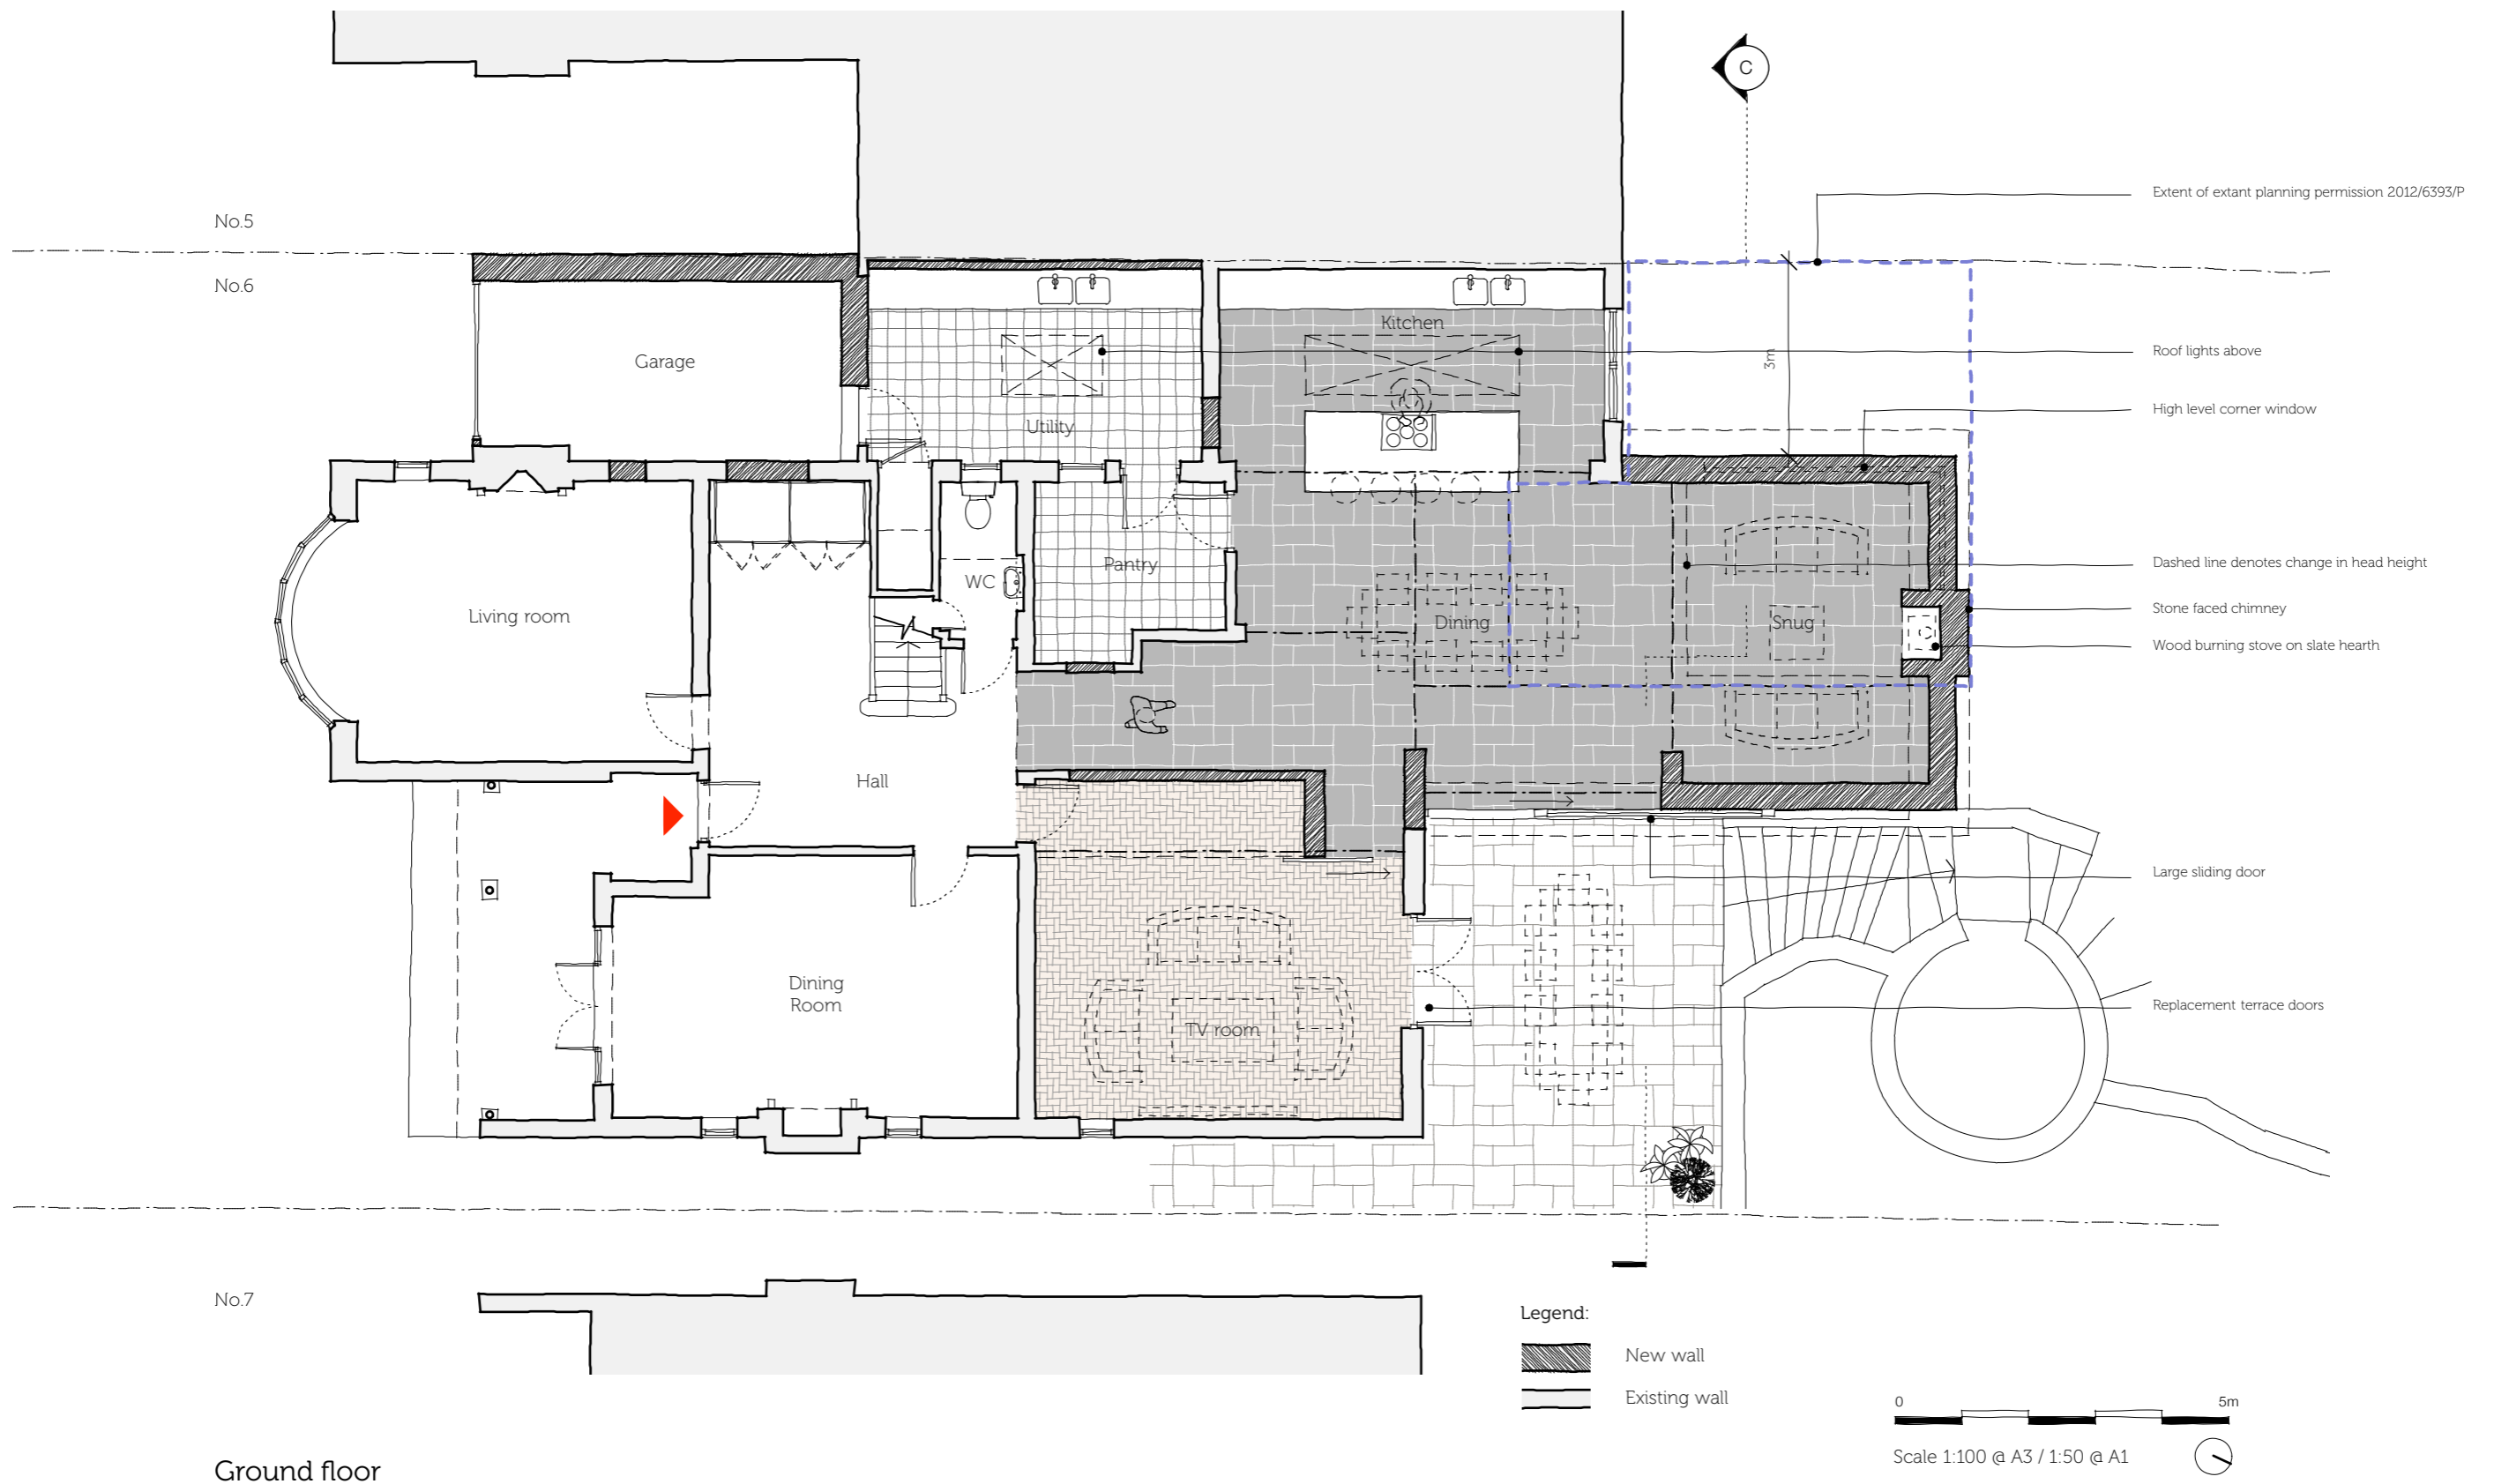 C
Extent of extant planning permission 2012/6393/P
No.5
No.6
Kitchen
Roof lights above
3m
Garage
High level corner window
Utility
Dashed line denotes change in head height
Pantry
WC
Stone faced chimney
Living room
Dining
Snug
Wood burning stove on slate hearth
Hall
Large sliding door
Dining
Room
Replacement terrace doors
TV room
No.7
Legend:
New wall
Existing wall
0 5m
Scale 1:100 @ A3 / 1:50 @ A1
Ground floor